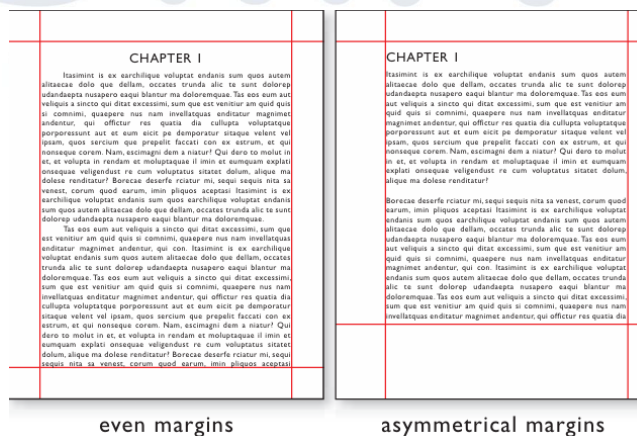 CHAPTER I
Itasimint is ex earchilique voluptat endanis sum quos autem
alitaecae dolo que dellam, occates trunda alic te sunt dolorep
udandaepta nusapero eaqui blantur ma doloremquae. Tas eos eum aut
veliquis a sincto qui ditat excessimi, sum que est venitiur am quid quis
si comnimi, quaepere nus nam invellatquas enditatur magnimet
andentur, qui offictur res quatia dia cullupta voluptatquge
porporessunt aut et eum eicit pe demporatur sitaque velent vel
ipsam, quos sercium que prepelit faccati con ex estrum, et qui
nonseque corem. Nam, escimagni dem a niatur? Qui dero to molut in
et, et volupta in rendam et moluptaquae il imin et eumquam explati
onsequae veligendust re cum voluptatus sitatet dolum, alique ma
dolese renditatur? Borecae deserfe rciatur mi, sequi sequis nita sa
venest, corum quod earum, imin pliquos aceptasi Itasimint is ex
earchilique voluptat endanis sum quos earchilique voluptat endanis
sum quos autem alitaecae dolo que dellam, occates trunda alic te sunt
dolorep udandaepta nusapero eaqui blantur ma doloremquae.
Tas eos eum aut veliquis a sincto qui ditat excessimi, sum que
est venitiur am quid quis si comnimi, quaepere nus nam invellatquas
enditatur magnimet andentur, qui con. Itasimint is ex earchilique
voluptat endanis sum quos autem alitaecae dolo que dellam, occates
trunda alic te sunt dolorep udandaepta nusapero eaqui blantur ma
doloremquae. Tas eos eum aut veliquis a sincto qui ditat excessimi,
sum que est venitiur am quid quis si comnimi, quaepere nus nam
invellatquas enditatur magnimet andentur, qui offictur res quatia dia
cullupta voluptatquge porporessunt aut et eum eicit pe demporatur
sitaque velent vel ipsam, quos sercium que prepelit faccati con ex
estrum, et qui nonseque corem. Nam, escimagni dem a niatur? Qui
dero to molut in et, et volupta in rendam et moluptaquae il imin et
eumquam explati onsequae veligendust re cum voluptatus sitatet
dolum, alique ma dolese renditatur? Borecae deserfe rciatur mi, sequi
sequis nita sa venest, corum quod earum, imin pliquos aceptasi
even margins
CHAPTER I
Itasimint is ex earchilique voluptat endanis sum quos autem
alitaecae dolo que dellam, occates trunda alic te sunt dolorep
udandaepta nusapero eaqui blantur ma doloremquae. Tas eos eum
aut veliquis a sincto qui ditat excessimi, sum que est venitiur am
quid quis si comnimi, quaepere nus nam invellatquas enditatur
magnimet andentur, qui offictur res quatia dia cullupta voluptatquge
porporessunt aut et eum eicit pe demporatur sitaque velent vel
ipsam, quos sercium que prepelit faccati con ex estrum, et qui
nonseque corem. Nam, escimagni dem a niatur? Qui dero to molut
in et, et volupta in rendam et moluptaquae il imin et eumquam
explati onsequae veligendust re cum voluptatus sitatet dolum,
alique ma dolese renditatur?
Borecae deserfe rciatur mi, sequi sequis nita sa venest, corum quod
earum, imin pliquos aceptasi Itasimint is ex earchilique voluptat
endanis sum quos earchilique voluptat endanis sum quos autem
alitaecae dolo que dellam, occates trunda alic te sunt dolorep
udandaepta nusapero eaqui blantur ma doloremquae. Tas eos eum aut
veliquis a sincto qui ditat excessimi, sum que est venitiur am
quid quis si comnimi, quaepere nus nam invellatquas enditatur
magnimet andentur, qui con. Itasimint is ex earchilique voluptat
endanis sum quos autem alitaecae dolo que dellam, occates trunda
alic te sunt dolorep udandaepta nusapero eaqui blantur ma
doloremquae. Tas eos eum aut veliquis a sincto qui ditat excessimi,
sum que est venitiur am quid quis si comnimi, quaepere nus nam
invellatquas enditatur magnimet andentur, qui offictur res quatia dia
asymmetrical margins